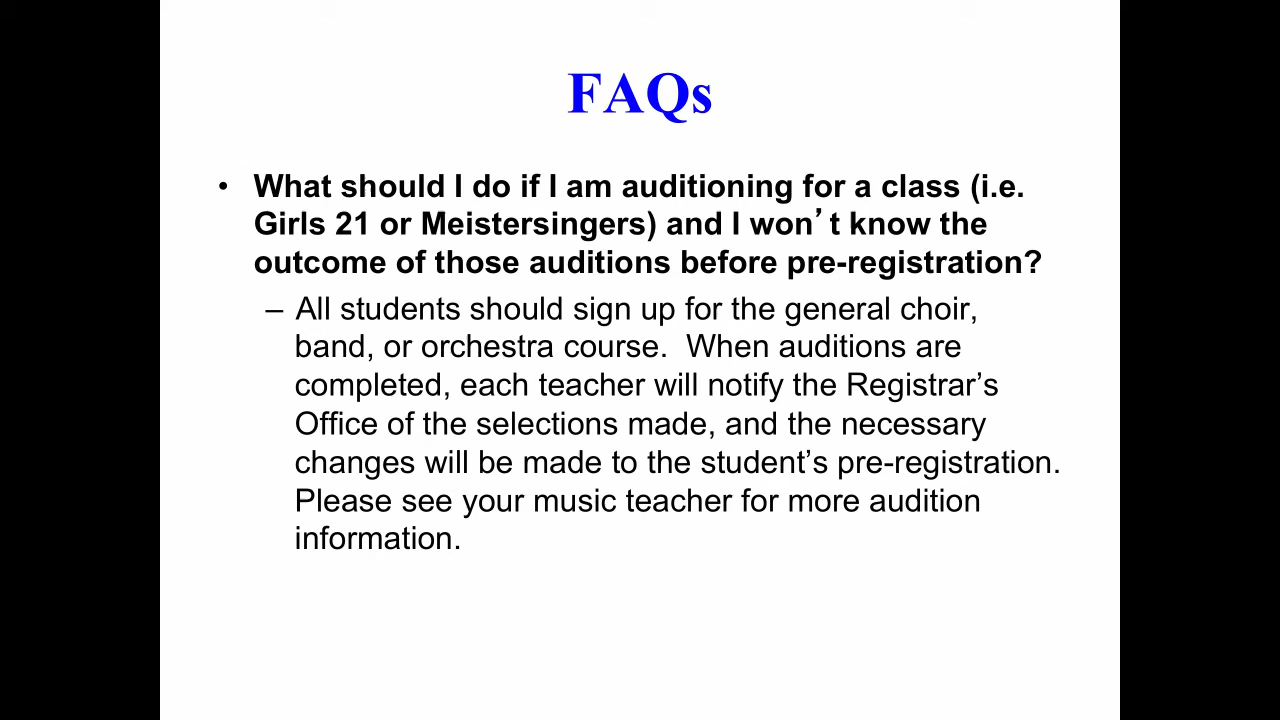 FAQs
• What should I do if I am auditioning for a class (i.e.
Girls 21 or Meistersingers) and I won’t know the
outcome of those auditions before pre-registration?
– All students should sign up for the general choir,
band, or orchestra course.  When auditions are
completed, each teacher will notify the Registrar’s
Office of the selections made, and the necessary
changes will be made to the student’s pre-registration.
Please see your music teacher for more audition
information.